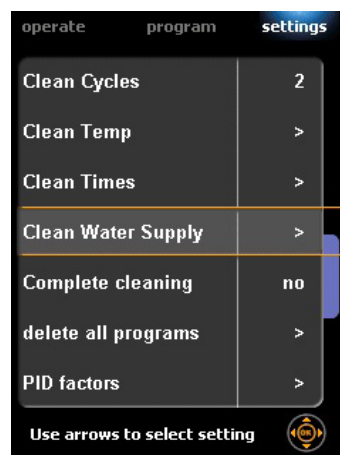 operate program settings
Clean Cycles 2
Clean Temp >
Clean Times >
Clean Water Supply >
Complete cleaning no
delete all programs >
PID factors >
Use arrows to select setting OK